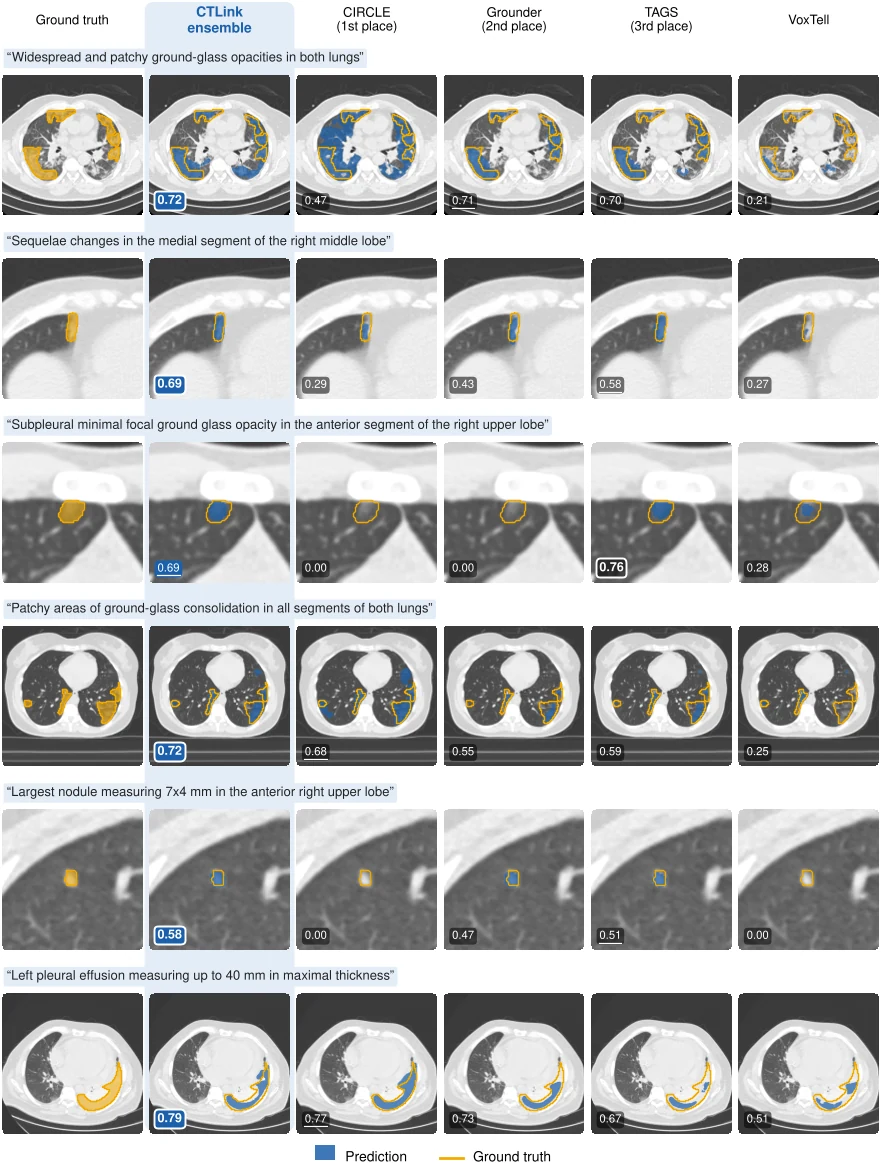 Ground truth
CTLink
ensemble
CIRCLE
(1st place)
Grounder
(2nd place)
TAGS
(3rd place)
VoxTell
“Widespread and patchy ground-glass opacities in both lungs”
0.72 0.47 0.71 0.70 0.21
“Sequelae changes in the medial segment of the right middle lobe”
0.69 0.29 0.43 0.58 0.27
“Subpleural minimal focal ground glass opacity in the anterior segment of the right upper lobe”
0.69 0.00 0.00 0.76 0.28
“Patchy areas of ground-glass consolidation in all segments of both lungs”
0.72 0.68 0.55 0.59 0.25
“Largest nodule measuring 7x4 mm in the anterior right upper lobe”
0.58 0.00 0.47 0.51 0.00
“Left pleural effusion measuring up to 40 mm in maximal thickness”
0.79 0.77 0.73 0.67 0.51
Prediction Ground truth